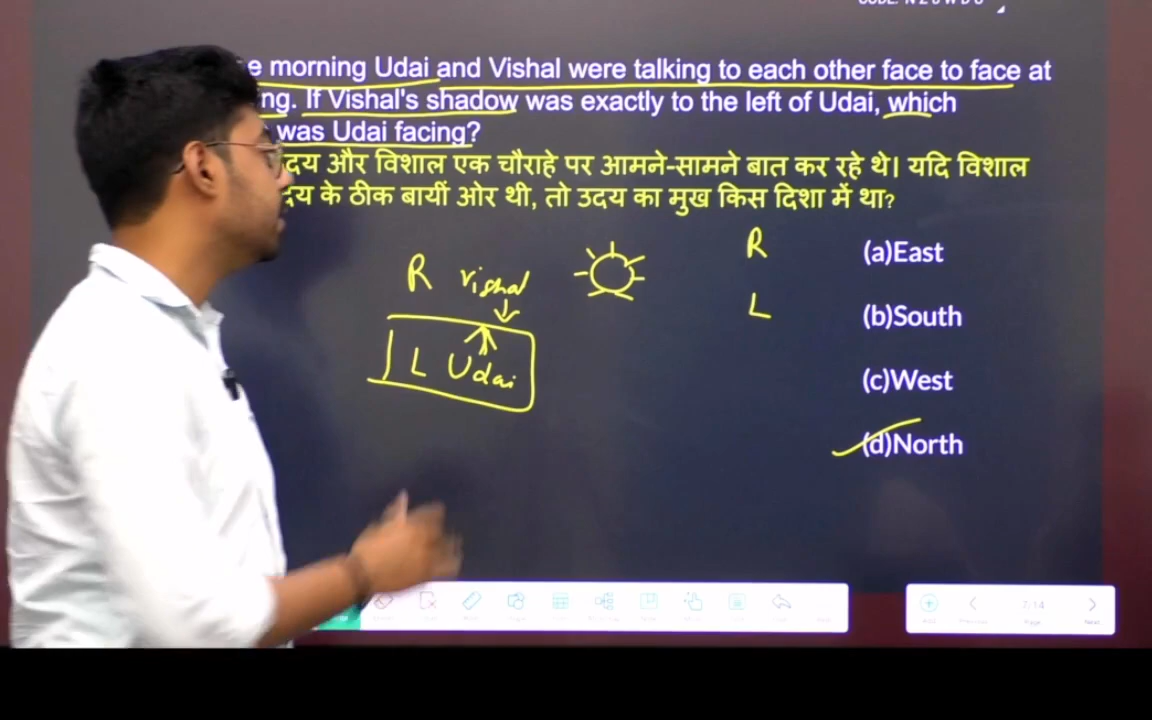 e morning Udai and Vishal were talking to each other face to face at
ng. If Vishal's shadow was exactly to the left of Udai, which
was Udai facing?
दय और विशाल एक चौराहे पर आमने-सामने बात कर रहे थे। यदि विशाल
दय के ठीक बायीं ओर थी, तो उदय का मुख किस दिशा में था?
R vishal
L Udai
R
L
(a)East
(b)South
(c)West
(d)North
7/14